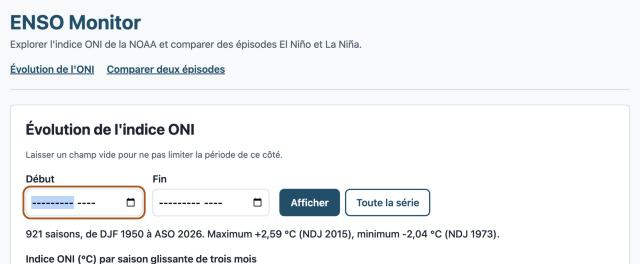 ENSO Monitor
Explorer l'indice ONI de la NOAA et comparer des épisodes El Niño et La Niña.
Évolution de l'ONI Comparer deux épisodes
Évolution de l'indice ONI
Laisser un champ vide pour ne pas limiter la période de ce côté.
Début Fin
--------- ---- --------- ---- Afficher Toute la série
921 saisons, de DJF 1950 à ASO 2026. Maximum +2,59 °C (NDJ 2015), minimum -2,04 °C (NDJ 1973).
Indice ONI (°C) par saison glissante de trois mois